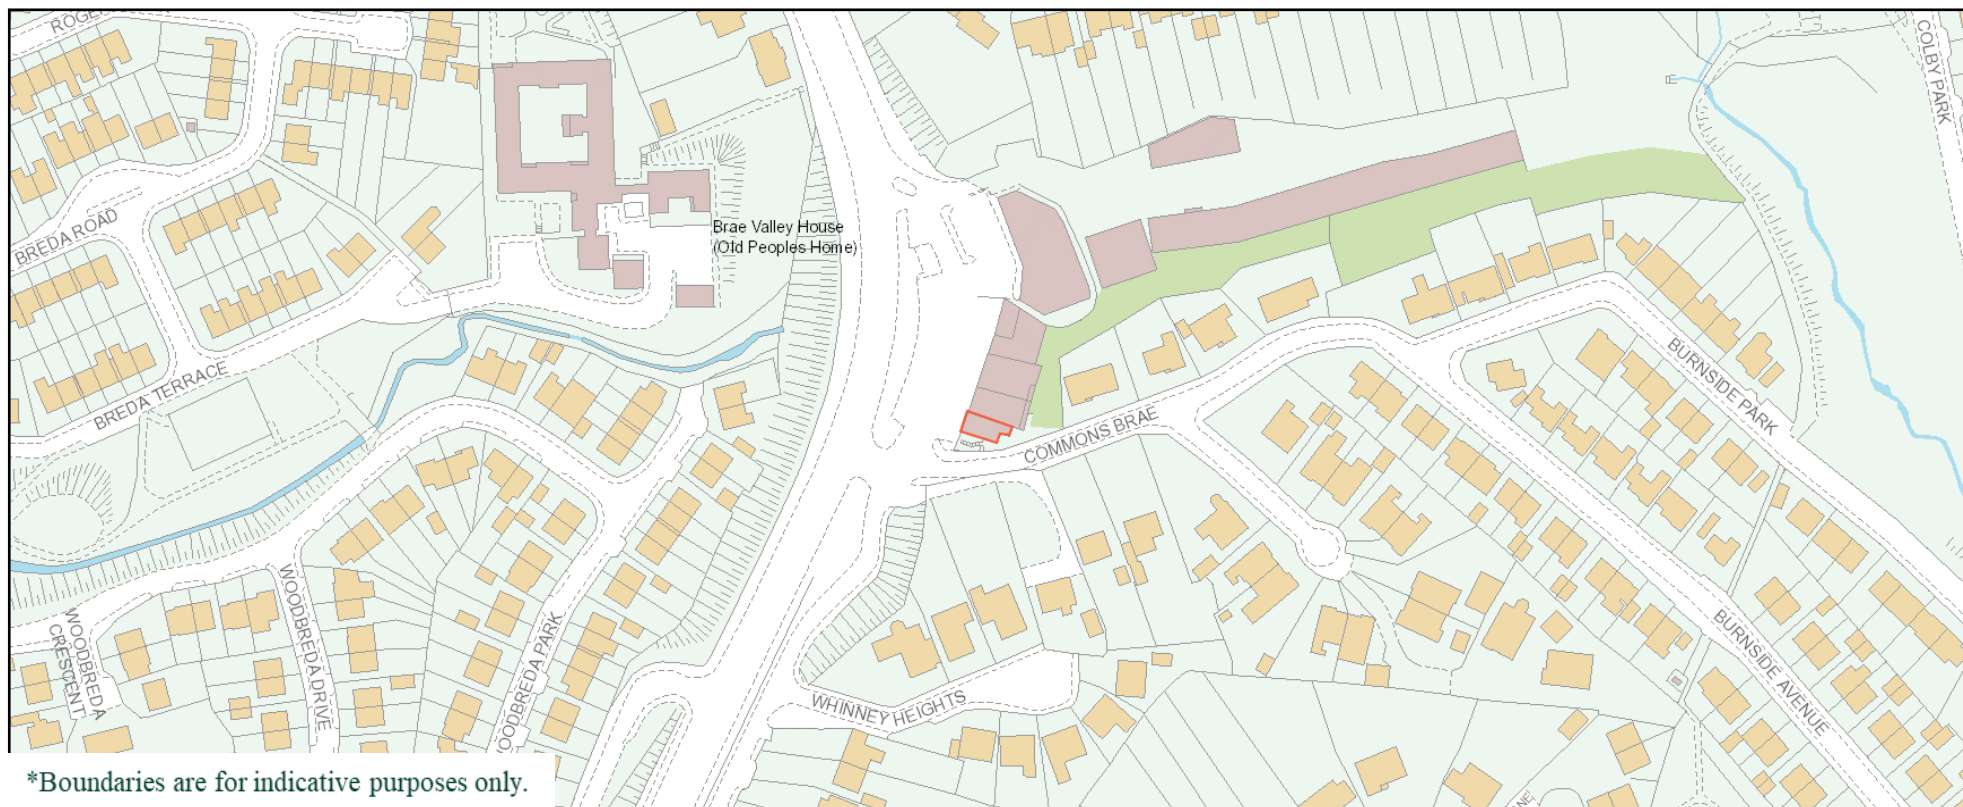 ROGE
COLBY PARK
BREDA ROAD
Brae Valley House
(Old Peoples Home)
BREDA TERRACE
COMMONS BRAE
BURNSIDE PARK
WOODBREDA
CRESCENT
WOODBREDA DRIVE
WOODBREDA PARK
WHINNEY HEIGHTS
BURNSIDE AVENUE
*Boundaries are for indicative purposes only.